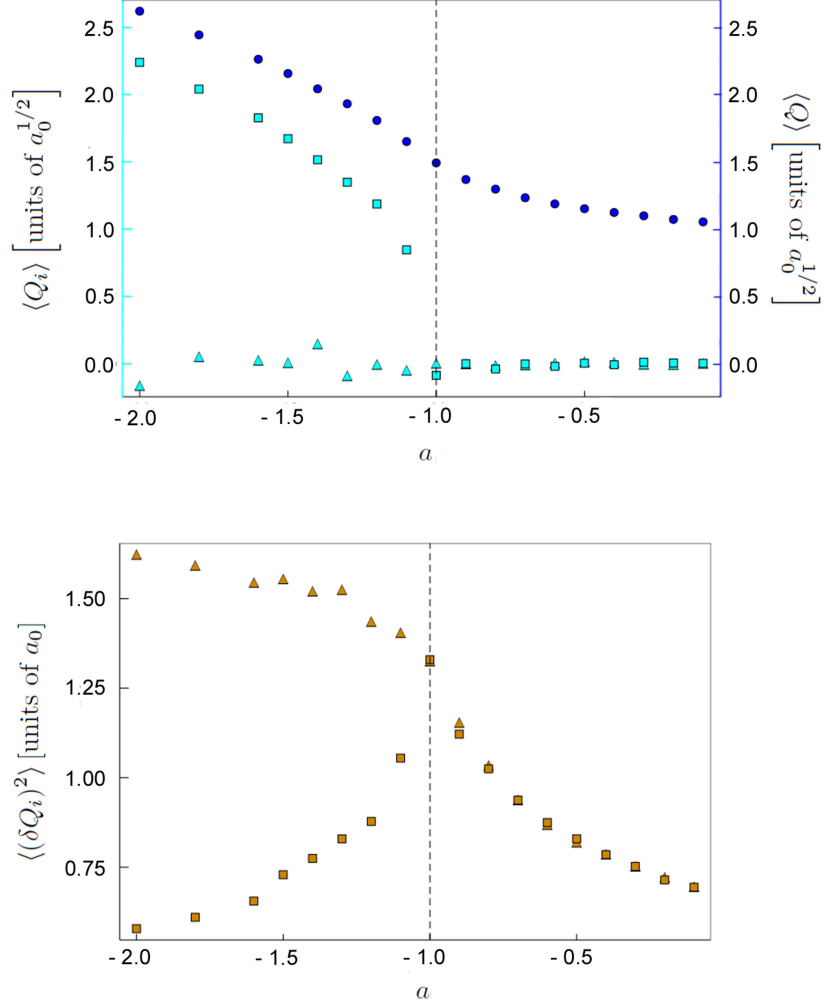 2.5
2.0
1.5
1.0
0.5
0.0
⟨Q_i⟩ [units of a_0^{1/2}]
2.5
2.0
1.5
1.0
0.5
0.0
⟨Q⟩ [units of a_0^{1/2}]
- 2.0 - 1.5 - 1.0 - 0.5
a
1.50
1.25
1.00
0.75
⟨(δQ_i)^2⟩ [units of a_0]
- 2.0 - 1.5 - 1.0 - 0.5
a